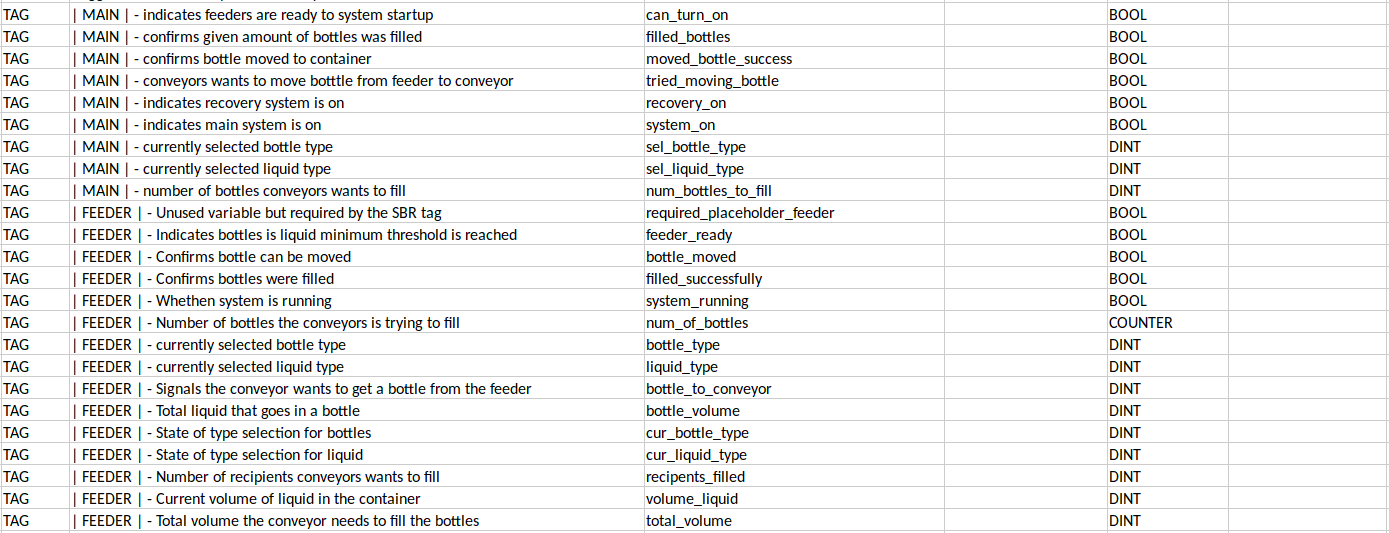 TAG | MAIN | - indicates feeders are ready to system startup can_turn_on BOOL
TAG | MAIN | - confirms given amount of bottles was filled filled_bottles BOOL
TAG | MAIN | - confirms bottle moved to container moved_bottle_success BOOL
TAG | MAIN | - conveyors wants to move botttle from feeder to conveyor tried_moving_bottle BOOL
TAG | MAIN | - indicates recovery system is on recovery_on BOOL
TAG | MAIN | - indicates main system is on system_on BOOL
TAG | MAIN | - currently selected bottle type sel_bottle_type DINT
TAG | MAIN | - currently selected liquid type sel_liquid_type DINT
TAG | MAIN | - number of bottles conveyors wants to fill num_bottles_to_fill DINT
TAG | FEEDER | - Unused variable but required by the SBR tag required_placeholder_feeder BOOL
TAG | FEEDER | - Indicates bottles is liquid minimum threshold is reached feeder_ready BOOL
TAG | FEEDER | - Confirms bottle can be moved bottle_moved BOOL
TAG | FEEDER | - Confirms bottles were filled filled_successfully BOOL
TAG | FEEDER | - Whethen system is running system_running BOOL
TAG | FEEDER | - Number of bottles the conveyors is trying to fill num_of_bottles COUNTER
TAG | FEEDER | - currently selected bottle type bottle_type DINT
TAG | FEEDER | - currently selected liquid type liquid_type DINT
TAG | FEEDER | - Signals the conveyor wants to get a bottle from the feeder bottle_to_conveyor DINT
TAG | FEEDER | - Total liquid that goes in a bottle bottle_volume DINT
TAG | FEEDER | - State of type selection for bottles cur_bottle_type DINT
TAG | FEEDER | - State of type selection for liquid cur_liquid_type DINT
TAG | FEEDER | - Number of recipients conveyors wants to fill recipents_filled DINT
TAG | FEEDER | - Current volume of liquid in the container volume_liquid DINT
TAG | FEEDER | - Total volume the conveyor needs to fill the bottles total_volume DINT